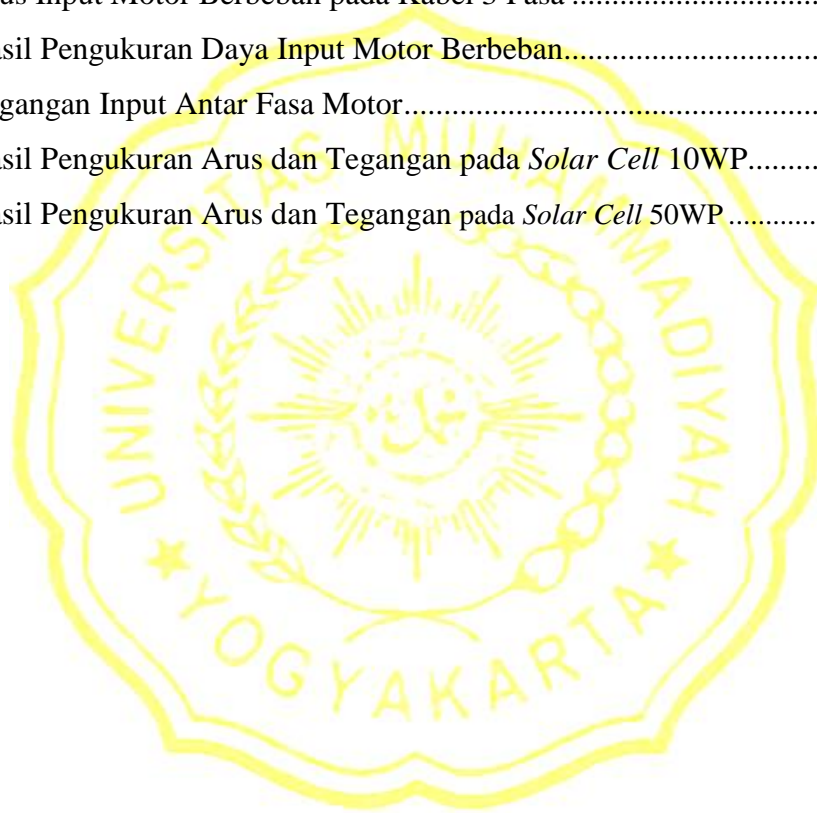 us Input Motor Berbeban pada Kabel 3 Fasa ....................................
asil Pengukuran Daya Input Motor Berbeban....................................
gangan Input Antar Fasa Motor.........................................................
asil Pengukuran Arus dan Tegangan pada Solar Cell 10WP.........
asil Pengukuran Arus dan Tegangan pada Solar Cell 50WP ............
UNIVERSITAS MUHAMMADIYAH
★ YOGYAKARTA ★